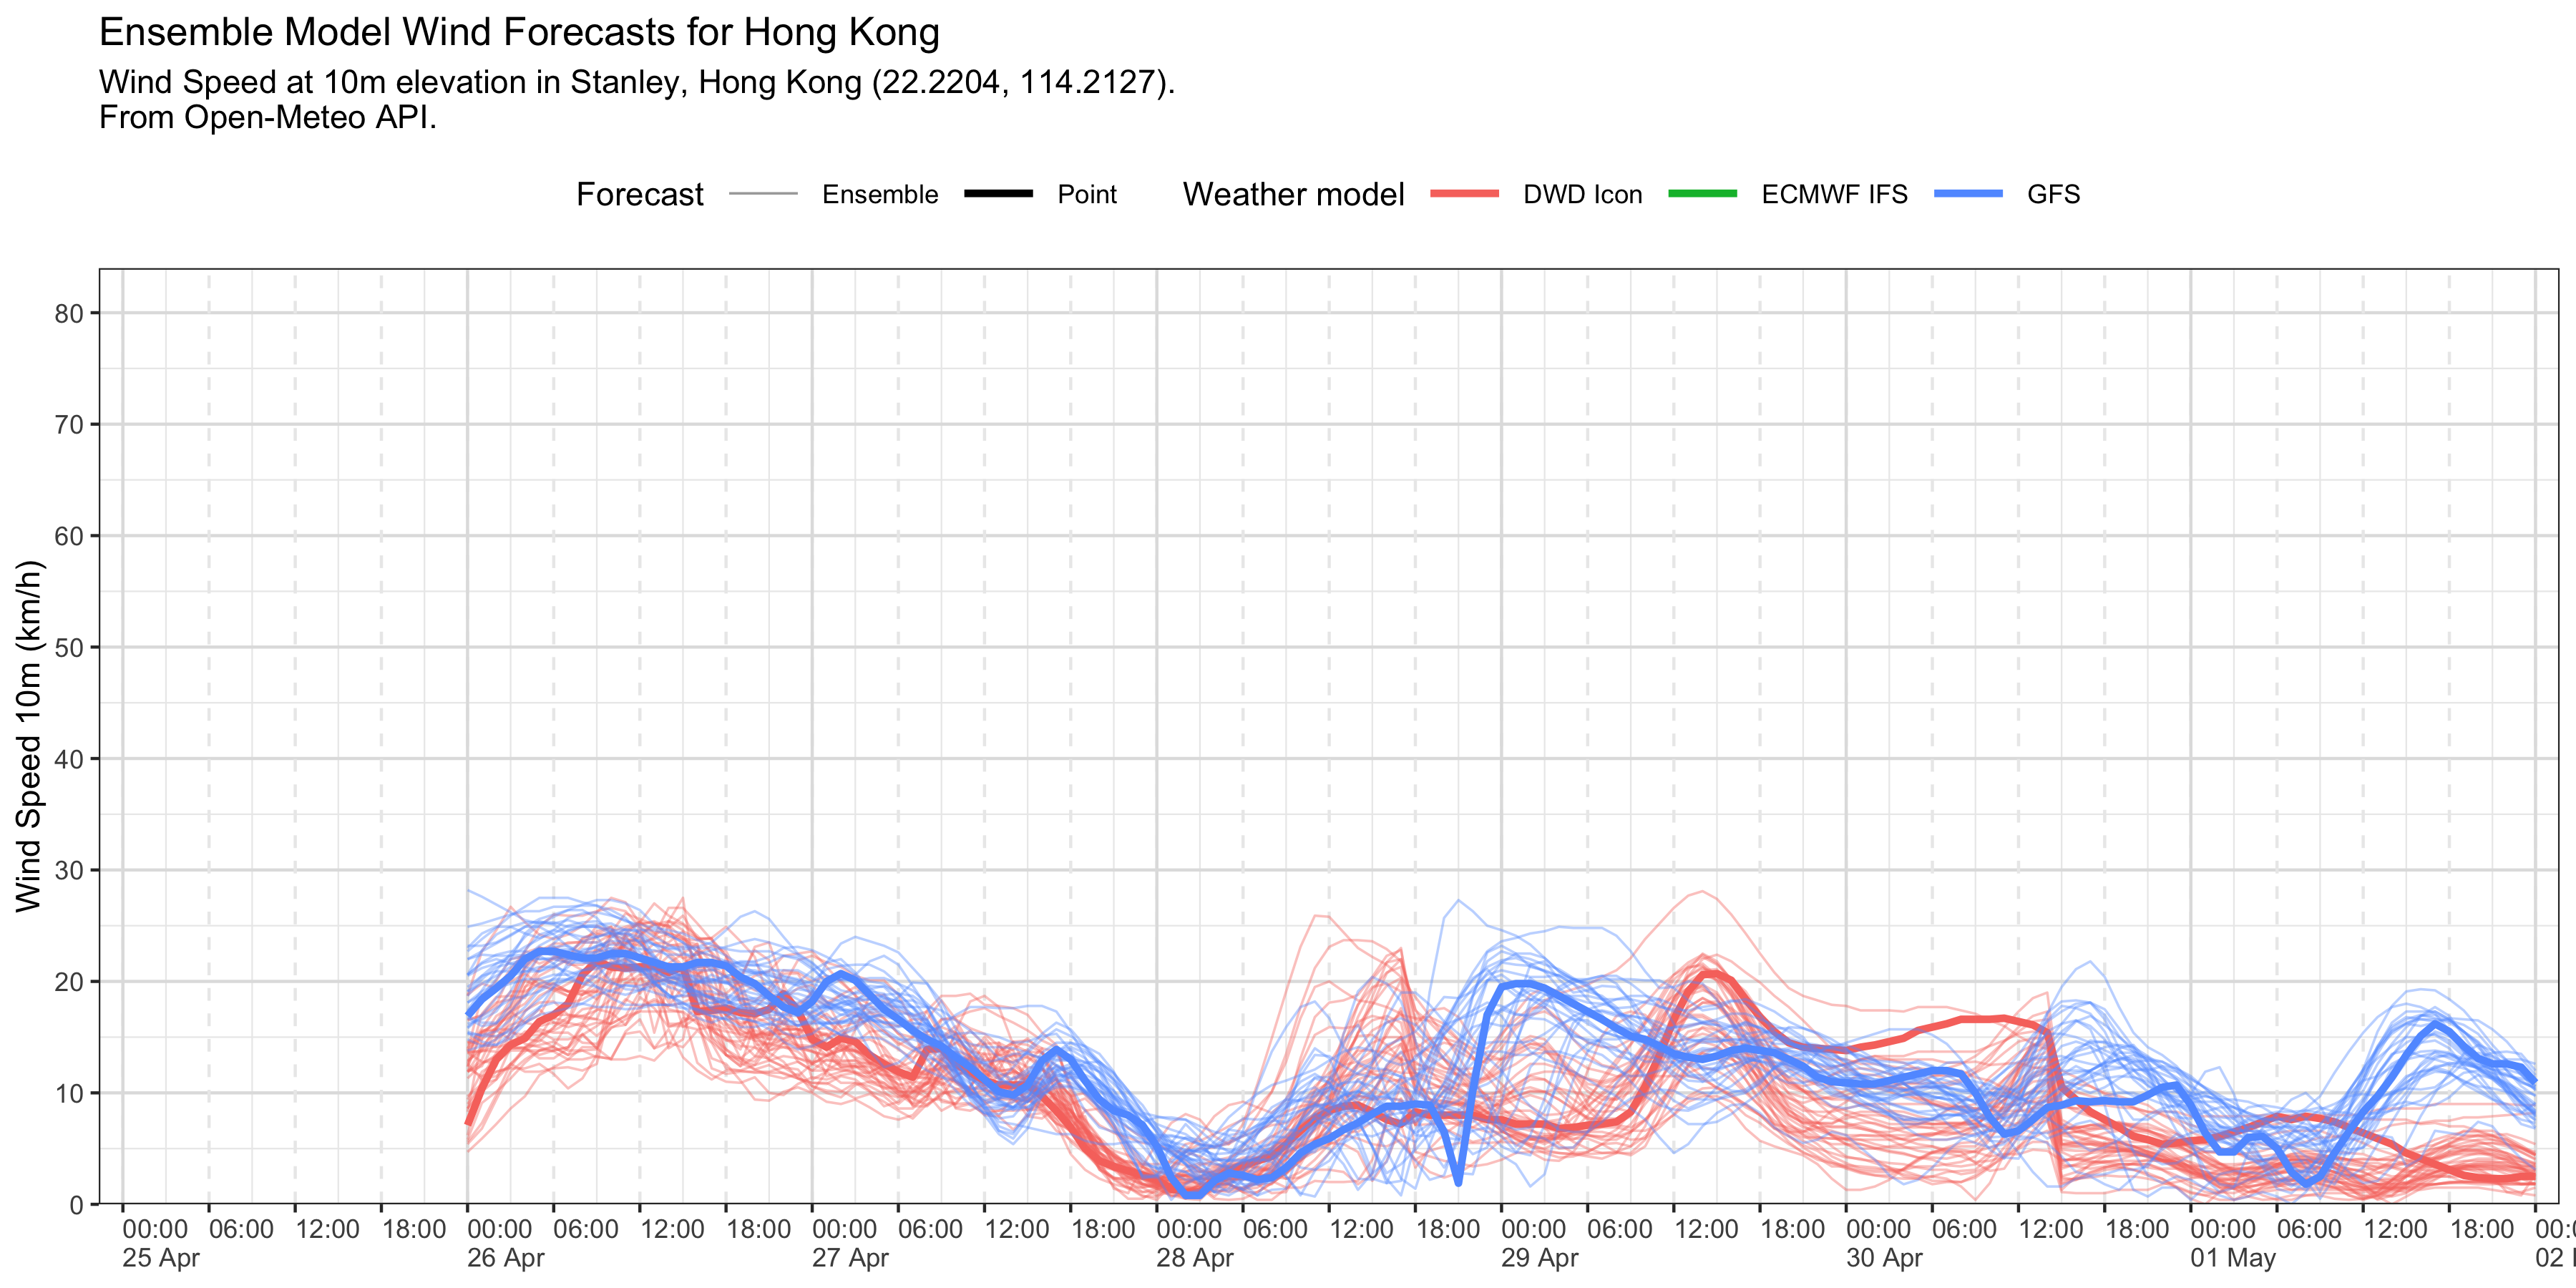 Ensemble Model Wind Forecasts for Hong Kong
Wind Speed at 10m elevation in Stanley, Hong Kong (22.2204, 114.2127).
From Open-Meteo API.
Forecast Ensemble Point Weather model DWD Icon ECMWF IFS GFS
Wind Speed 10m (km/h)
80
70
60
50
40
30
20
10
0
00:00 06:00 12:00 18:00 00:00 06:00 12:00 18:00 00:00 06:00 12:00 18:00 00:00 06:00 12:00 18:00 00:00 06:00 12:00 18:00 00:00 06:00 12:00 18:00 00:00 06:00 12:00 18:00
25 Apr 26 Apr 27 Apr 28 Apr 29 Apr 30 Apr 01 May 02